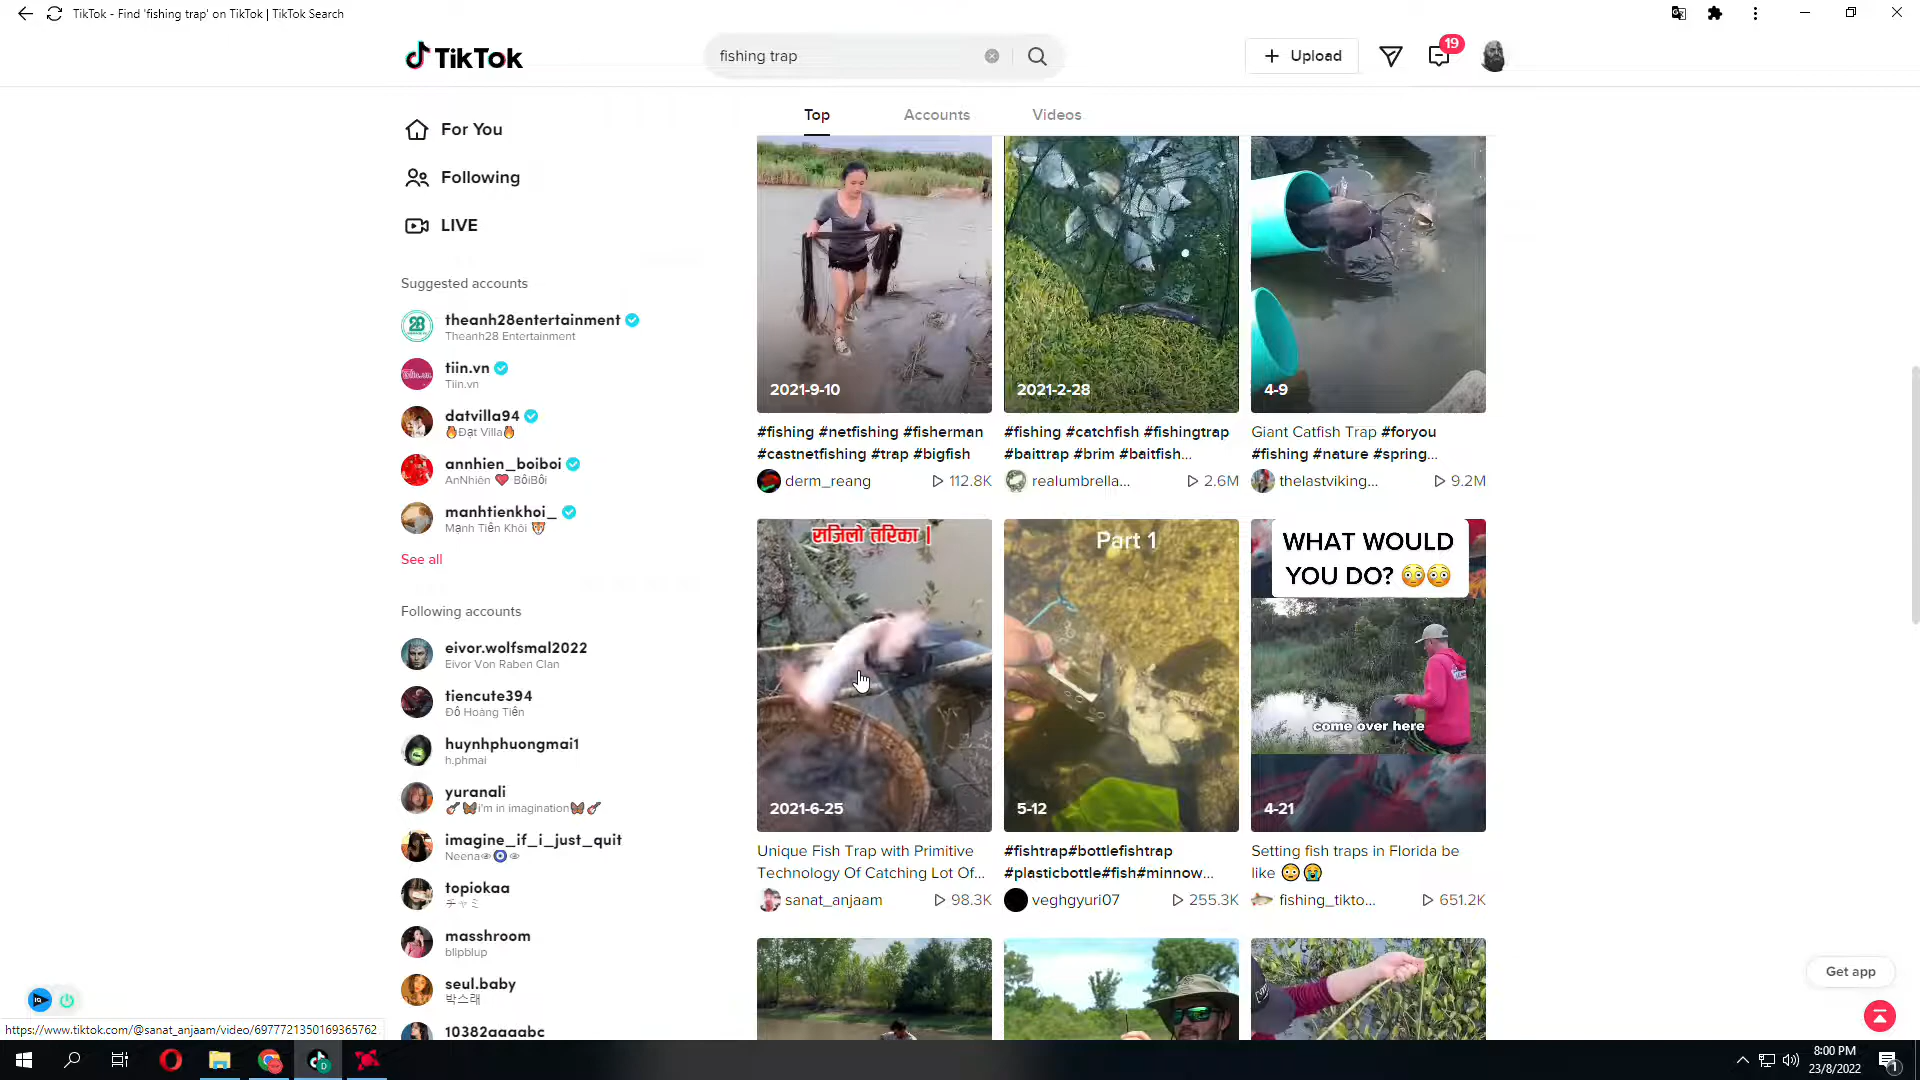 TikTok - Find 'fishing trap' on TikTok | TikTok Search
TikTok
fishing trap
Upload
19
Top
Accounts
Videos
For You
Following
LIVE
Suggested accounts
theanh28entertainment
Theanh28 Entertainment
tiin.vn
Tiin.vn
datvilla94
🔥Đạt Villa🔥
annhien_boiboi
AnNhiên ❤️ BôiBôi
manhtienkhoi_
Mạnh Tiến Khôi 🐯
See all
Following accounts
eivor.wolfsmal2022
Eivor Von Raben Clan
tiencute394
Đỗ Hoàng Tiến
huynhphuongmai1
h.phmai
yuranali
🎸🦋i'm in imagination🦋🎸
imagine_if_i_just_quit
Neena👁🧿👁
topiokaa
チャミ
masshroom
blipblup
seul.baby
박스래
10382aaabc
2021-9-10
#fishing #netfishing #fisherman
#castnetfishing #trap #bigfish
derm_reang
112.8K
2021-2-28
#fishing #catchfish #fishingtrap
#baittrap #brim #baitfish...
realumbrella...
2.6M
4-9
Giant Catfish Trap #foryou
#fishing #nature #spring...
thelastviking...
9.2M
सजिलो तरिका |
2021-6-25
Unique Fish Trap with Primitive
Technology Of Catching Lot Of...
sanat_anjaam
98.3K
Part 1
5-12
#fishtrap#bottlefishtrap
#plasticbottle#fish#minnow...
veghgyuri07
255.3K
WHAT WOULD
YOU DO? 😳😳
come over here
4-21
Setting fish traps in Florida be
like 😳😭
fishing_tikto...
651.2K
Get app
https://www.tiktok.com/@sanat_anjaam/video/6977721350169365762
8:00 PM
23/8/2022
1